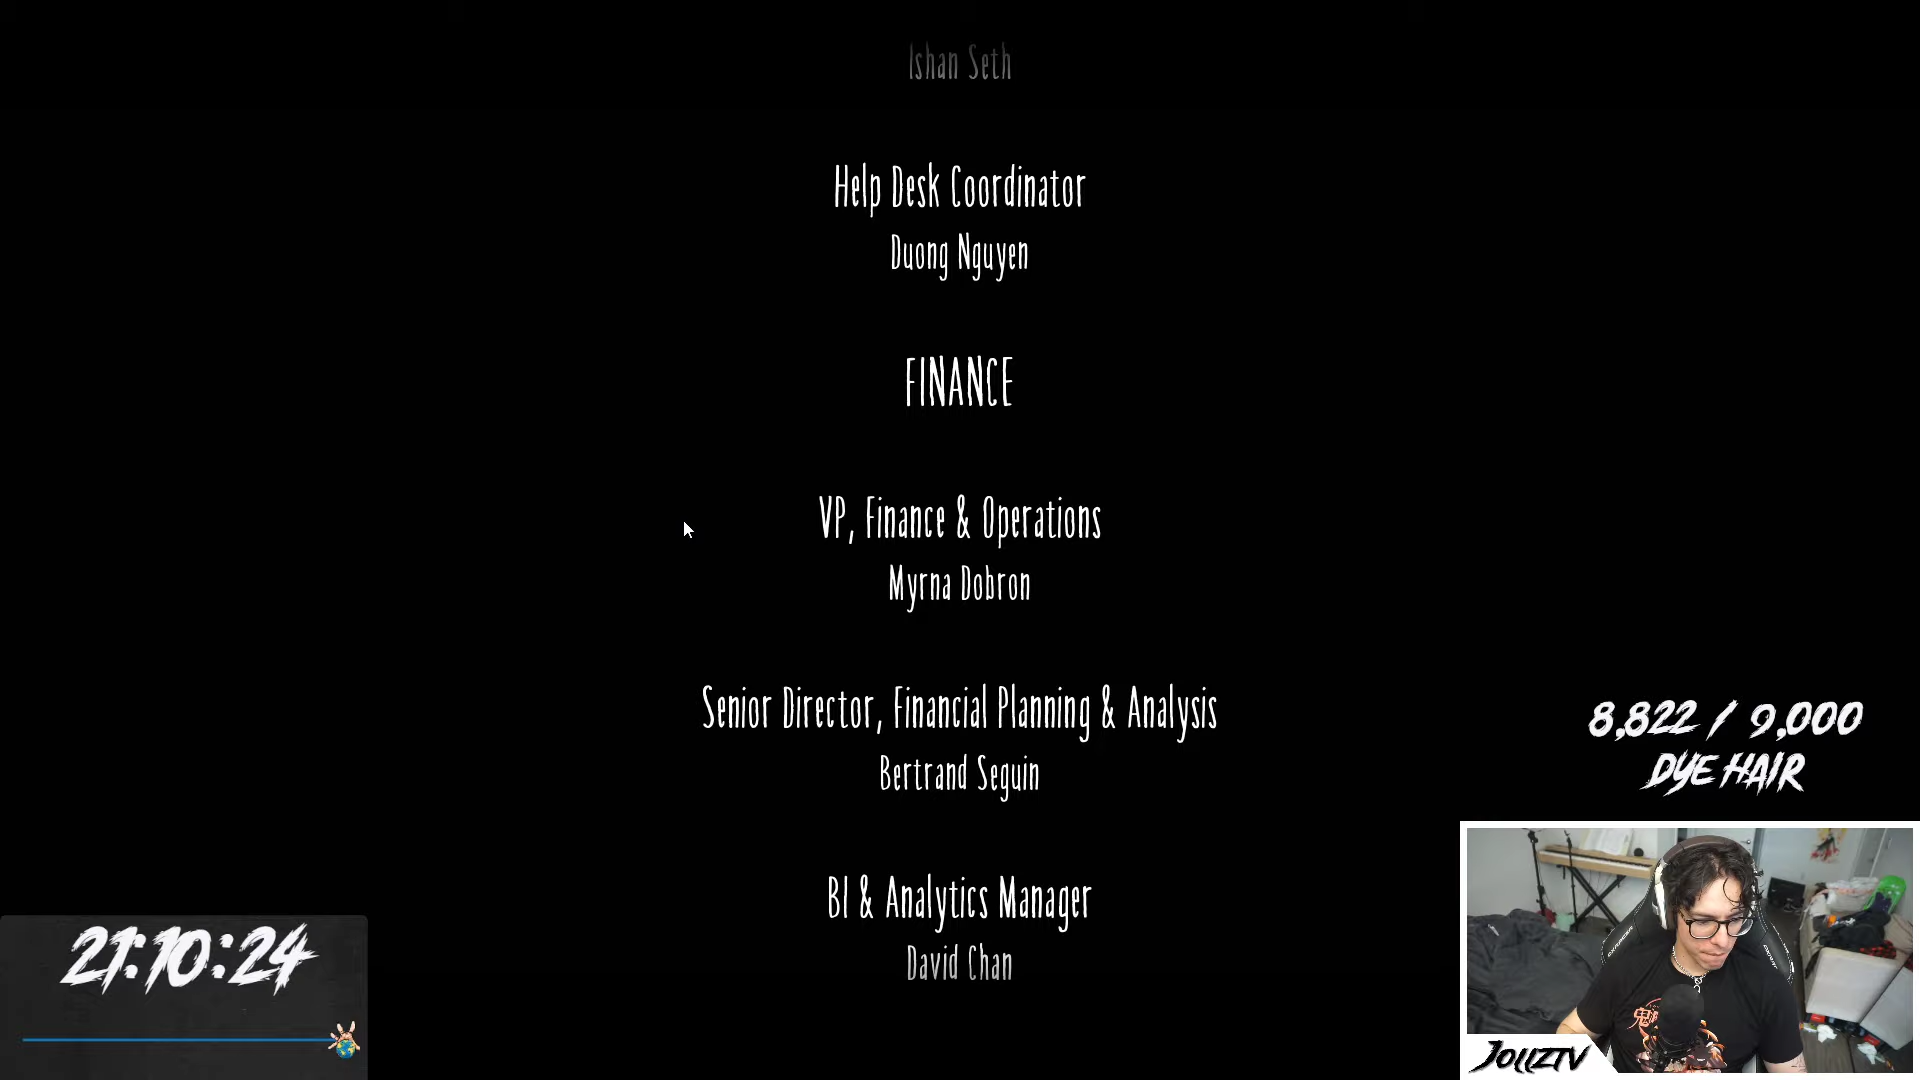 Ishan Seth
Help Desk Coordinator
Duong Nguyen
FINANCE
VP, Finance & Operations
Myrna Dobron
Senior Director, Financial Planning & Analysis
Bertrand Seguin
BI & Analytics Manager
David Chan
8,822 / 9,000
DYE HAIR
21:10:24
JOLLZTV